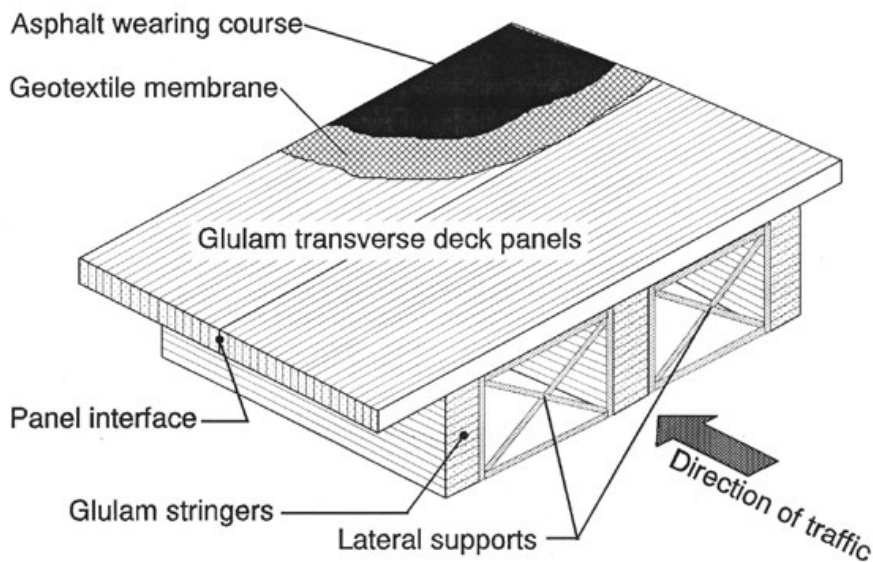 Asphalt wearing course
Geotextile membrane
Glulam transverse deck panels
Panel interface
Glulam stringers
Lateral supports
Direction of traffic